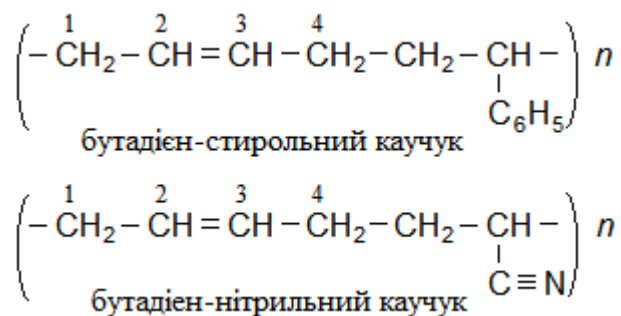 1 2 3 4
(–CH₂–CH=CH–CH₂–CH₂–CH–) n
C₆H₅
бутадієн-стирольний каучук
1 2 3 4
(–CH₂–CH=CH–CH₂–CH₂–CH–) n
C≡N
бутадіен-нітрильний каучук